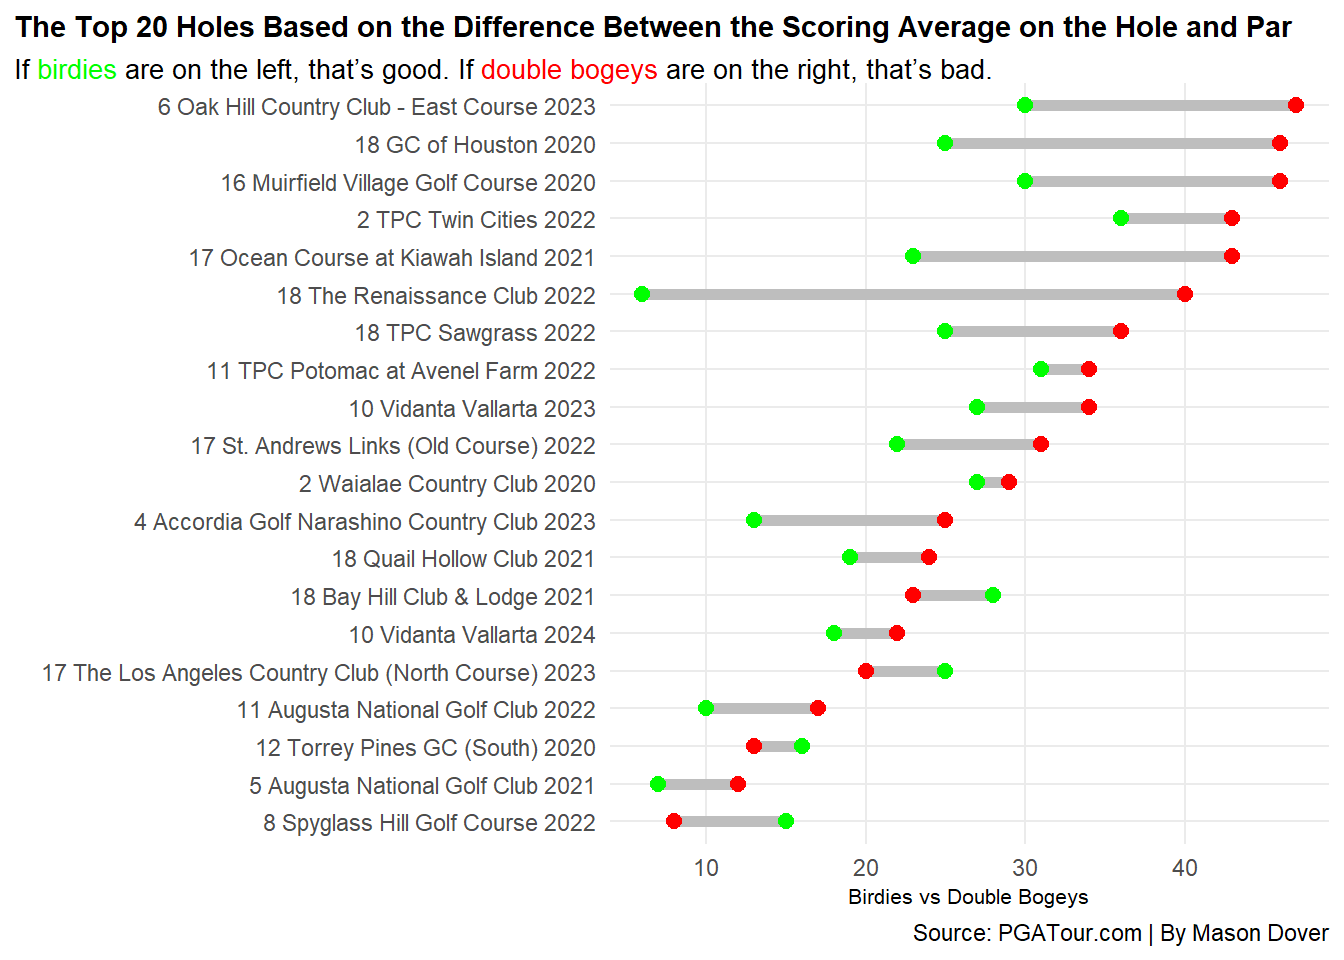 The Top 20 Holes Based on the Difference Between the Scoring Average on the Hole and Par
If birdies are on the left, that’s good. If double bogeys are on the right, that’s bad.
6 Oak Hill Country Club - East Course 2023
18 GC of Houston 2020
16 Muirfield Village Golf Course 2020
2 TPC Twin Cities 2022
17 Ocean Course at Kiawah Island 2021
18 The Renaissance Club 2022
18 TPC Sawgrass 2022
11 TPC Potomac at Avenel Farm 2022
10 Vidanta Vallarta 2023
17 St. Andrews Links (Old Course) 2022
2 Waialae Country Club 2020
4 Accordia Golf Narashino Country Club 2023
18 Quail Hollow Club 2021
18 Bay Hill Club & Lodge 2021
10 Vidanta Vallarta 2024
17 The Los Angeles Country Club (North Course) 2023
11 Augusta National Golf Club 2022
12 Torrey Pines GC (South) 2020
5 Augusta National Golf Club 2021
8 Spyglass Hill Golf Course 2022
10 20 30 40
Birdies vs Double Bogeys
Source: PGATour.com | By Mason Dover